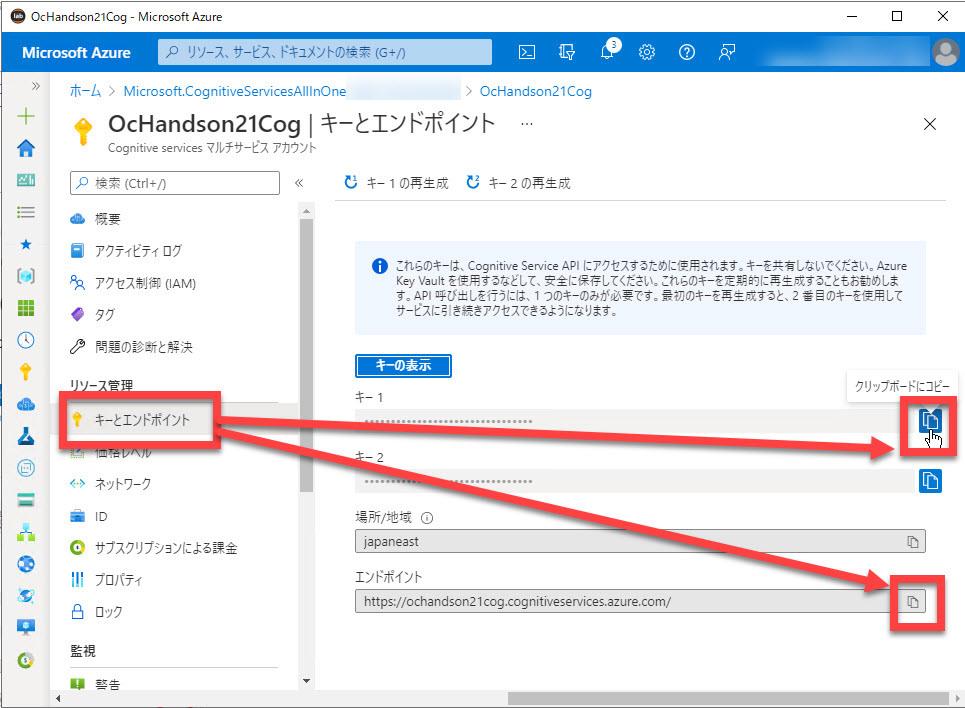 lab OcHandson21Cog - Microsoft Azure
Microsoft Azure
リソース、サービス、ドキュメントの検索 (G+/)
3
ホーム > Microsoft.CognitiveServicesAllInOne > OcHandson21Cog
OcHandson21Cog | キーとエンドポイント ...
Cognitive services マルチサービス アカウント
検索 (Ctrl+/)
キー 1 の再生成
キー 2 の再生成
概要
アクティビティ ログ
アクセス制御 (IAM)
タグ
問題の診断と解決
リソース管理
キーとエンドポイント
価格レベル
ネットワーク
ID
サブスクリプションによる課金
プロパティ
ロック
監視
警告
これらのキーは、Cognitive Service API にアクセスするために使用されます。キーを共有しないでください。Azure
Key Vault を使用するなどして、安全に保存してください。これらのキーを定期的に再生成することもお勧めしま
す。API 呼び出しを行うには、1 つのキーのみが必要です。最初のキーを再生成すると、2 番目のキーを使用して
サービスに引き続きアクセスできるようになります。
キーの表示
クリップボードにコピー
キー 1
キー 2
場所/地域
japaneast
エンドポイント
https://ochandson21cog.cognitiveservices.azure.com/